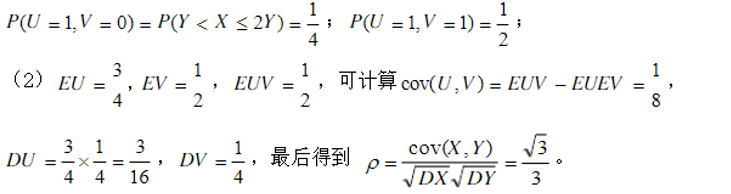 P(U = 1, V = 0) = P(Y < X ≤ 2Y) = 1/4； P(U = 1, V = 1) = 1/2；
（2） EU = 3/4, EV = 1/2， EUV = 1/2，可计算 cov(U, V) = EUV − EUEV = 1/8，
DU = 3/4 × 1/4 = 3/16， DV = 1/4，最后得到 ρ = cov(X, Y)/(√DX √DY) = √3/3。